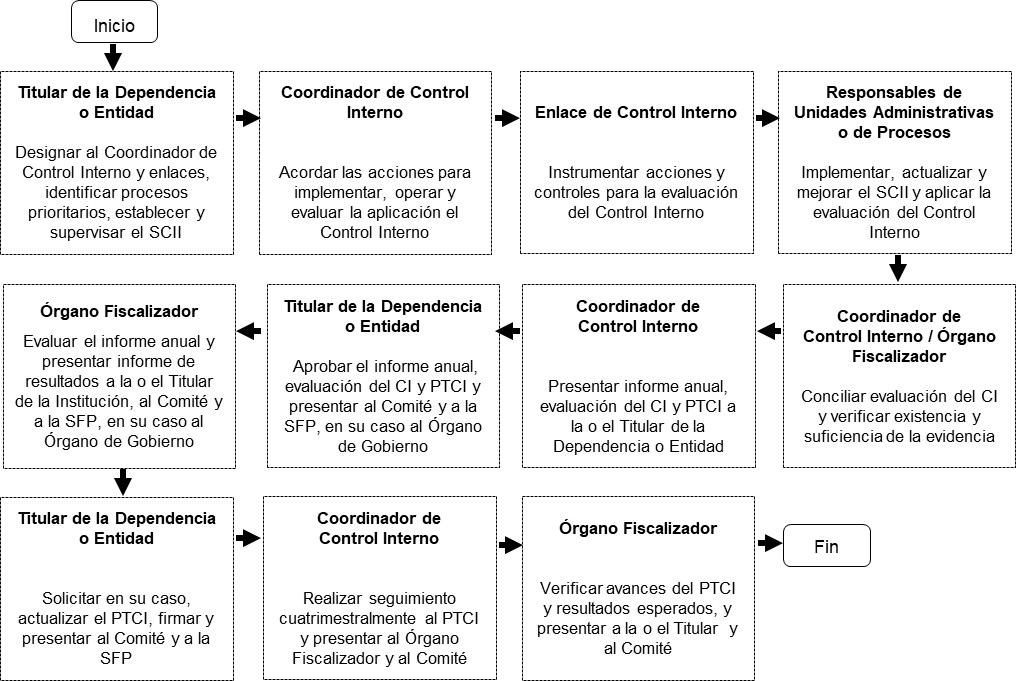 Inicio
Titular de la Dependencia
o Entidad
Designar al Coordinador de
Control Interno y enlaces,
identificar procesos
prioritarios, establecer y
supervisar el SCII
Coordinador de Control
Interno
Acordar las acciones para
implementar, operar y
evaluar la aplicación el
Control Interno
Enlace de Control Interno
Instrumentar acciones y
controles para la evaluación
del Control Interno
Responsables de
Unidades Administrativas
o de Procesos
Implementar, actualizar y
mejorar el SCII y aplicar la
evaluación del Control
Interno
Coordinador de
Control Interno / Órgano
Fiscalizador
Conciliar evaluación del CI
y verificar existencia y
suficiencia de la evidencia
Coordinador de
Control Interno
Presentar informe anual,
evaluación del CI y PTCI a
la o el Titular de la
Dependencia o Entidad
Titular de la Dependencia
o Entidad
Aprobar el informe anual,
evaluación del CI y PTCI y
presentar al Comité y a la
SFP, en su caso al Órgano
de Gobierno
Órgano Fiscalizador
Evaluar el informe anual y
presentar informe de
resultados a la o el Titular
de la Institución, al Comité y
a la SFP, en su caso al
Órgano de Gobierno
Titular de la Dependencia
o Entidad
Solicitar en su caso,
actualizar el PTCI, firmar y
presentar al Comité y a la
SFP
Coordinador de
Control Interno
Realizar seguimiento
cuatrimestralmente al PTCI
y presentar al Órgano
Fiscalizador y al Comité
Órgano Fiscalizador
Verificar avances del PTCI
y resultados esperados, y
presentar a la o el Titular y
al Comité
Fin